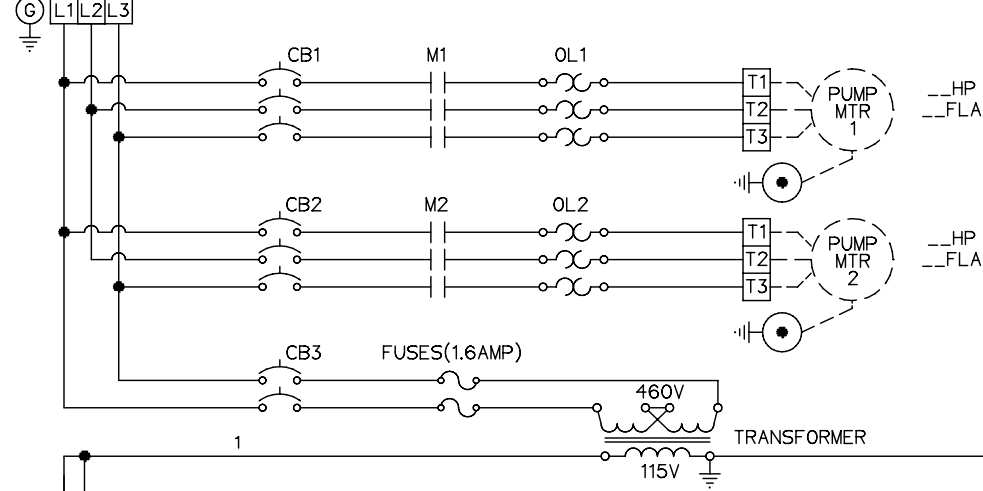 G L1 L2 L3
CB1 M1 OL1
T1
T2
T3
PUMP
MTR
1
__HP
__FLA
CB2 M2 OL2
T1
T2
T3
PUMP
MTR
2
__HP
__FLA
CB3 FUSES(1.6AMP)
460V
TRANSFORMER
1
115V